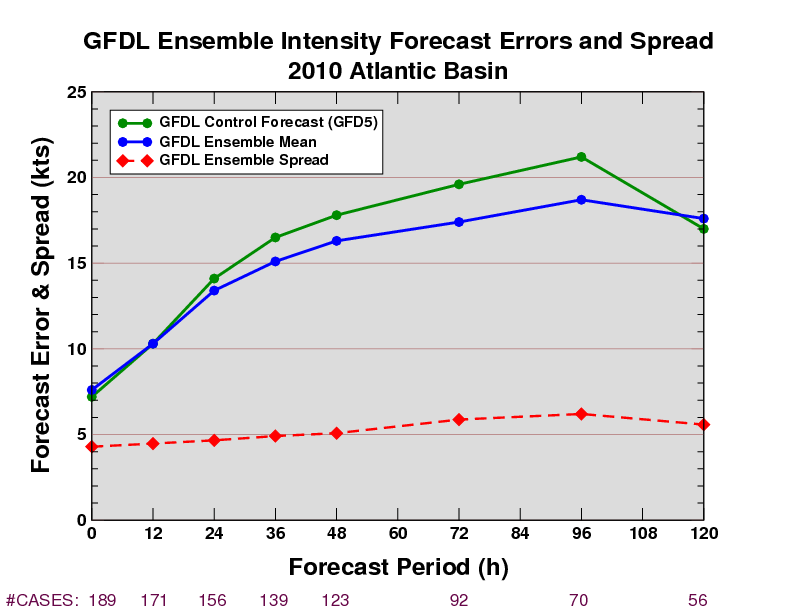 GFDL Ensemble Intensity Forecast Errors and Spread
2010 Atlantic Basin
GFDL Control Forecast (GFD5)
GFDL Ensemble Mean
GFDL Ensemble Spread
Forecast Error & Spread (kts)
25
20
15
10
5
0
0 12 24 36 48 60 72 84 96 108 120
Forecast Period (h)
#CASES: 189 171 156 139 123 92 70 56